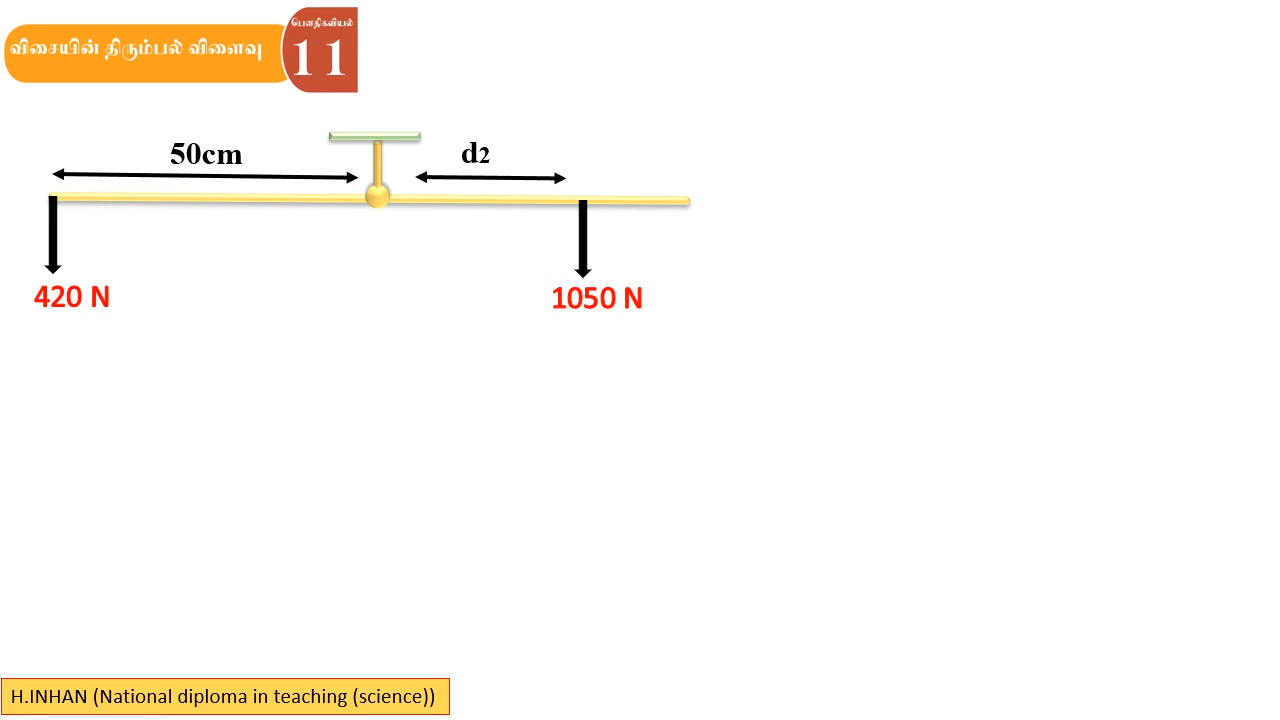 விசையின் திரும்பல் விளைவு
பௌதிகவியல்
11
50cm
d2
420 N
1050 N
H.INHAN (National diploma in teaching (science))